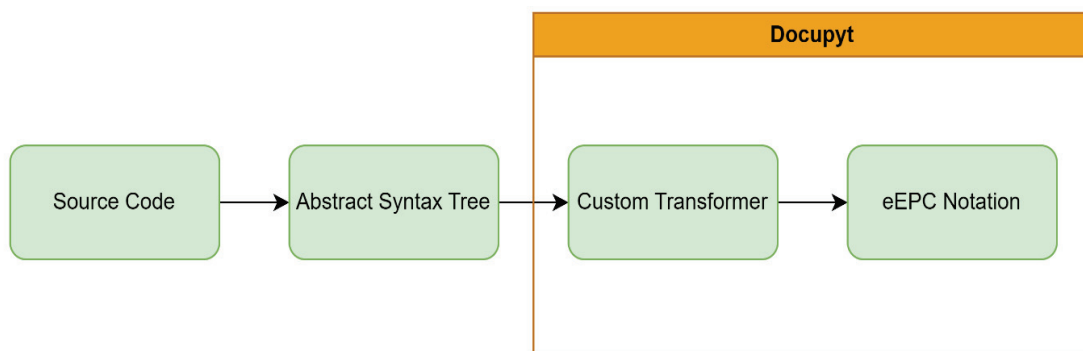 Docupyt
Source Code
Abstract Syntax Tree
Custom Transformer
eEPC Notation